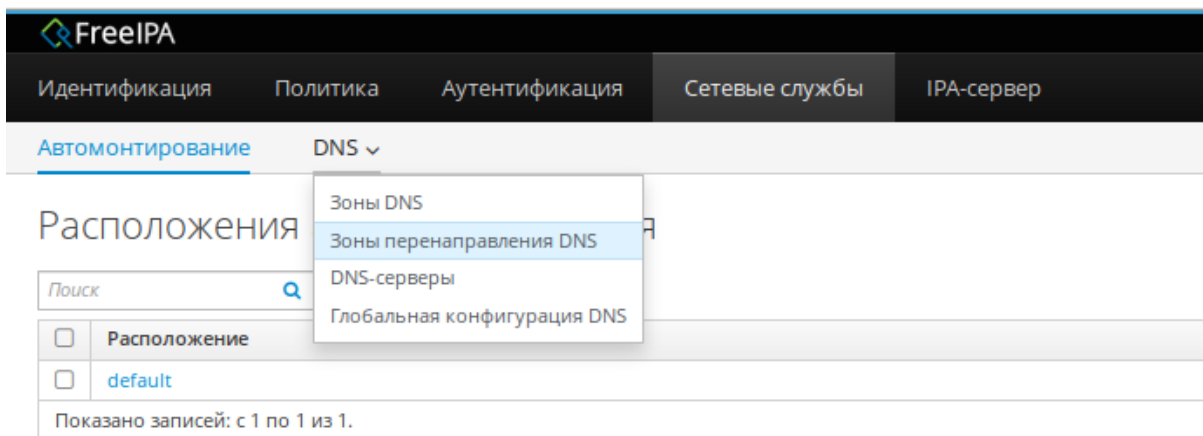 FreeIPA
Идентификация Политика Аутентификация Сетевые службы IPA-сервер
Автомонтирование DNS
Зоны DNS
Расположения я
Зоны перенаправления DNS
DNS-серверы
Поиск
Глобальная конфигурация DNS
Расположение
default
Показано записей: с 1 по 1 из 1.